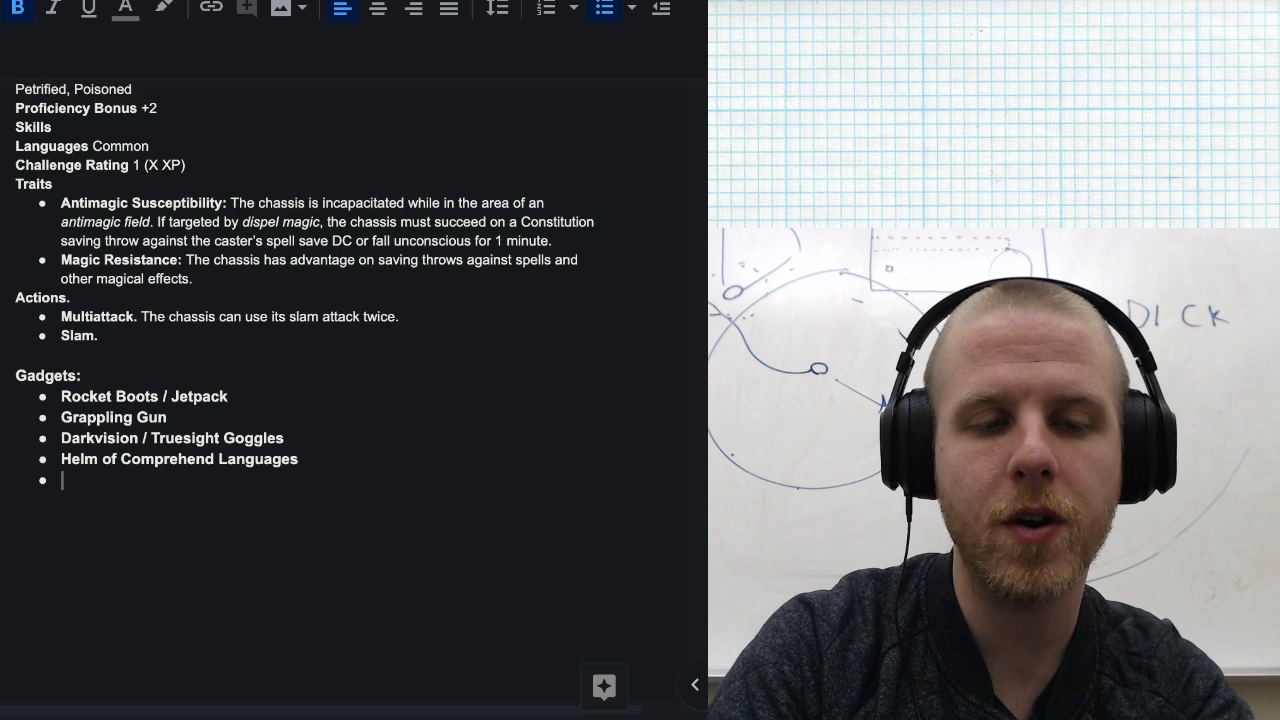 Petrified, Poisoned
Proficiency Bonus +2
Skills
Languages Common
Challenge Rating 1 (X XP)
Traits
● Antimagic Susceptibility: The chassis is incapacitated while in the area of an
antimagic field. If targeted by dispel magic, the chassis must succeed on a Constitution
saving throw against the caster's spell save DC or fall unconscious for 1 minute.
● Magic Resistance: The chassis has advantage on saving throws against spells and
other magical effects.
Actions.
● Multiattack. The chassis can use its slam attack twice.
● Slam.
Gadgets:
● Rocket Boots / Jetpack
● Grappling Gun
● Darkvision / Truesight Goggles
● Helm of Comprehend Languages
●
DICK